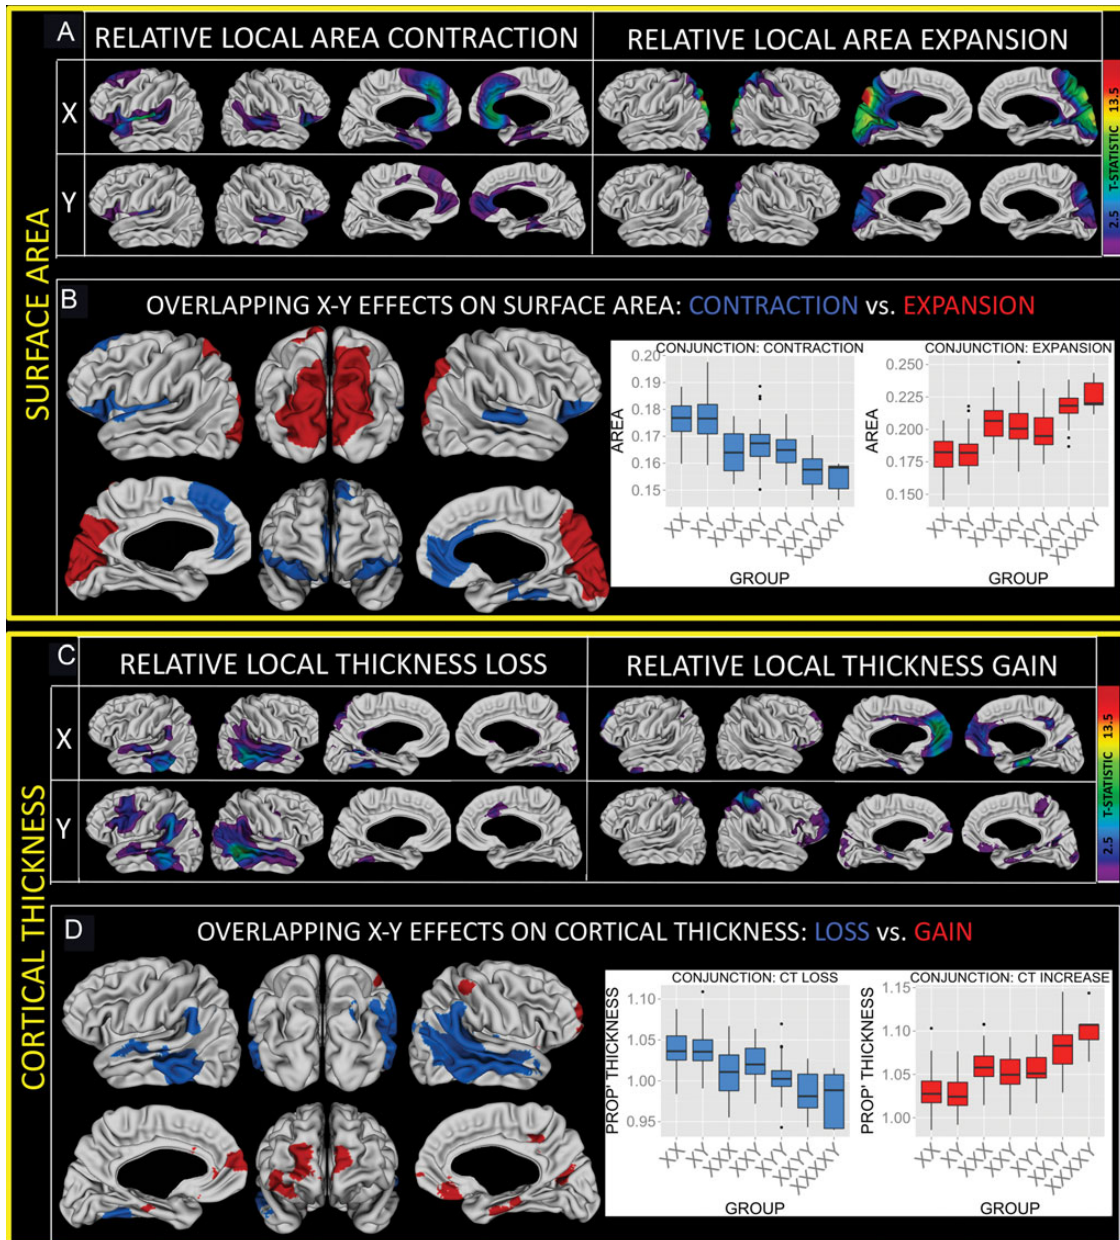 SURFACE AREA
A
RELATIVE LOCAL AREA CONTRACTION
RELATIVE LOCAL AREA EXPANSION
X
Y
2.5 T-STATISTIC 13.5
B
OVERLAPPING X-Y EFFECTS ON SURFACE AREA: CONTRACTION vs. EXPANSION
CONJUNCTION: CONTRACTION
AREA
0.20
0.19
0.18
0.17
0.16
0.15
XX
XY
XXX
XXY
XYY
XXYY
XXXXY
GROUP
CONJUNCTION: EXPANSION
AREA
0.250
0.225
0.200
0.175
0.150
XX
XY
XXX
XXY
XYY
XXYY
XXXXY
GROUP
CORTICAL THICKNESS
C
RELATIVE LOCAL THICKNESS LOSS
RELATIVE LOCAL THICKNESS GAIN
X
Y
2.5 T-STATISTIC 13.5
D
OVERLAPPING X-Y EFFECTS ON CORTICAL THICKNESS: LOSS vs. GAIN
CONJUNCTION: CT LOSS
PROP' THICKNESS
1.10
1.05
1.00
0.95
XX
XY
XXX
XXY
XYY
XXYY
XXXXY
GROUP
CONJUNCTION: CT INCREASE
PROP' THICKNESS
1.15
1.10
1.05
1.00
XX
XY
XXX
XXY
XYY
XXYY
XXXXY
GROUP